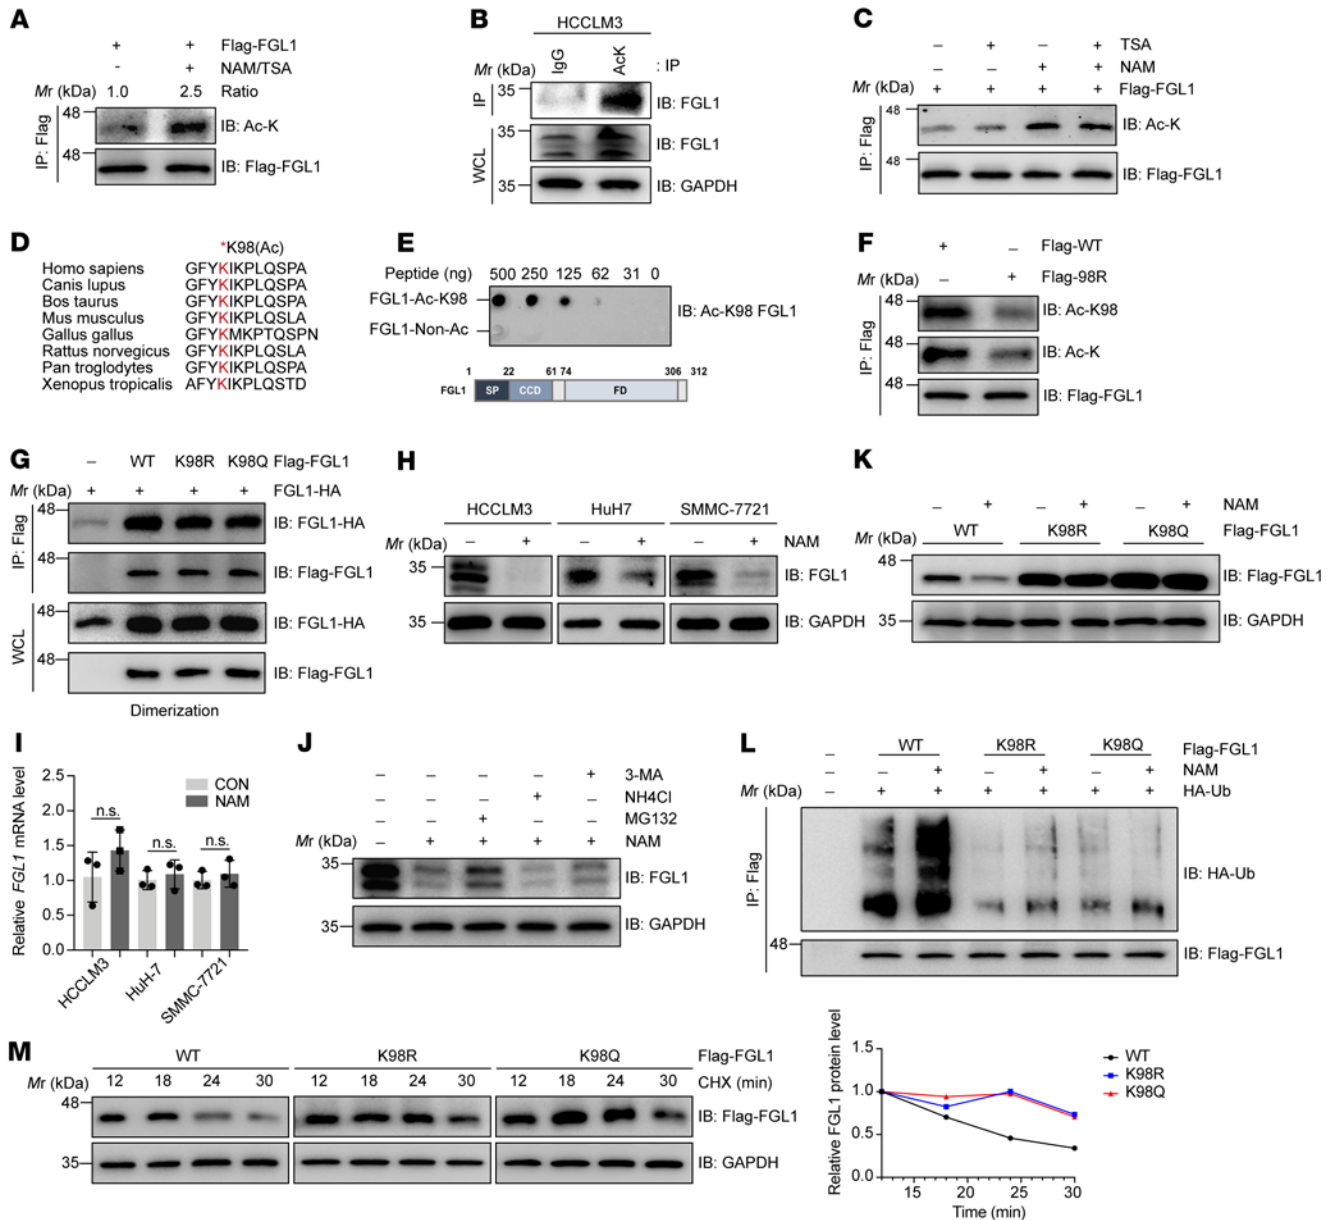 A
+ + Flag-FGL1
- + NAM/TSA
Mr (kDa) 1.0 2.5 Ratio
48
IB: Ac-K
48
IB: Flag-FGL1
IP: Flag
B
HCCLM3
IgG AcK : IP
Mr (kDa)
35
IP
IB: FGL1
35
IB: FGL1
WCL
35
IB: GAPDH
C
– + – + TSA
– – + + NAM
Mr (kDa) + + + + Flag-FGL1
48
IB: Ac-K
48
IB: Flag-FGL1
IP: Flag
D
*K98(Ac)
Homo sapiens GFYKIKPLQSPA
Canis lupus GFYKIKPLQSPA
Bos taurus GFYKIKPLQSPA
Mus musculus GFYKIKPLQSLA
Gallus gallus GFYKMKPTQSPN
Rattus norvegicus GFYKIKPLQSLA
Pan troglodytes GFYKIKPLQSPA
Xenopus tropicalis AFYKIKPLQSTD
E
Peptide (ng) 500 250 125 62 31 0
FGL1-Ac-K98
IB: Ac-K98 FGL1
FGL1-Non-Ac
1 22 61 74 306 312
FGL1 SP CCD FD
F
+ – Flag-WT
Mr (kDa) – + Flag-98R
48
IB: Ac-K98
48
IB: Ac-K
48
IB: Flag-FGL1
IP: Flag
G
– WT K98R K98Q Flag-FGL1
Mr (kDa) + + + + FGL1-HA
48
IB: FGL1-HA
48
IB: Flag-FGL1
IP: Flag
48
IB: FGL1-HA
48
IB: Flag-FGL1
WCL
Dimerization
H
HCCLM3 HuH7 SMMC-7721
Mr (kDa) – + – + – + NAM
35
IB: FGL1
35
IB: GAPDH
K
– + – + – + NAM
Mr (kDa) WT K98R K98Q Flag-FGL1
48
IB: Flag-FGL1
35
IB: GAPDH
I
Relative FGL1 mRNA level
2.5
2.0
1.5
1.0
0.5
0.0
CON
NAM
n.s. n.s. n.s.
HCCLM3 HuH-7 SMMC-7721
J
– – – – + 3-MA
– – – + – NH4Cl
– – + – – MG132
Mr (kDa) – + + + + NAM
35
IB: FGL1
35
IB: GAPDH
L
– WT K98R K98Q Flag-FGL1
– – + – + – + NAM
Mr (kDa) – + + + + + + HA-Ub
IB: HA-Ub
48
IB: Flag-FGL1
IP: Flag
M
WT K98R K98Q Flag-FGL1
Mr (kDa) 12 18 24 30 12 18 24 30 12 18 24 30 CHX (min)
48
IB: Flag-FGL1
35
IB: GAPDH
Relative FGL1 protein level
1.5
1.0
0.5
0.0
15 20 25 30
Time (min)
WT
K98R
K98Q